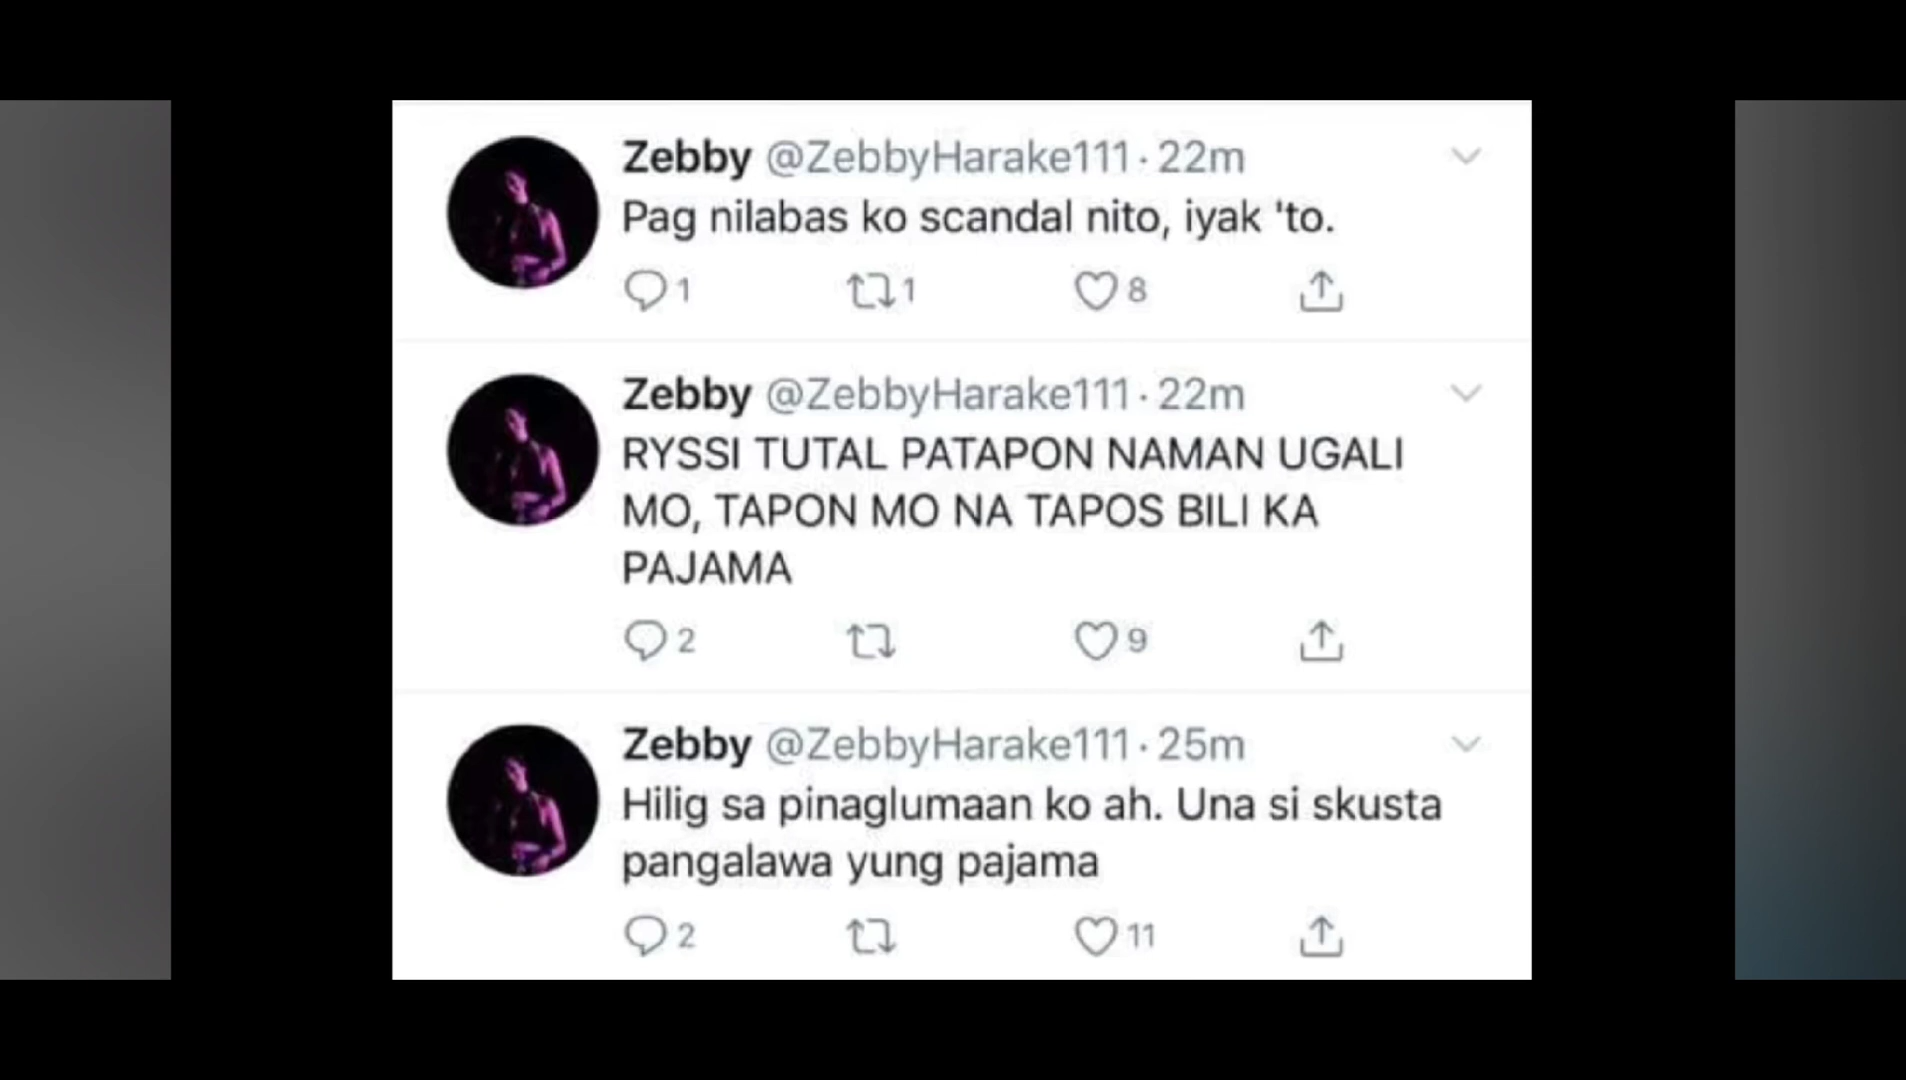 Zebby @ZebbyHarake111 · 22m
Pag nilabas ko scandal nito, iyak 'to.
1 1 8
Zebby @ZebbyHarake111 · 22m
RYSSI TUTAL PATAPON NAMAN UGALI
MO, TAPON MO NA TAPOS BILI KA
PAJAMA
2 9
Zebby @ZebbyHarake111 · 25m
Hilig sa pinaglumaan ko ah. Una si skusta
pangalawa yung pajama
2 11